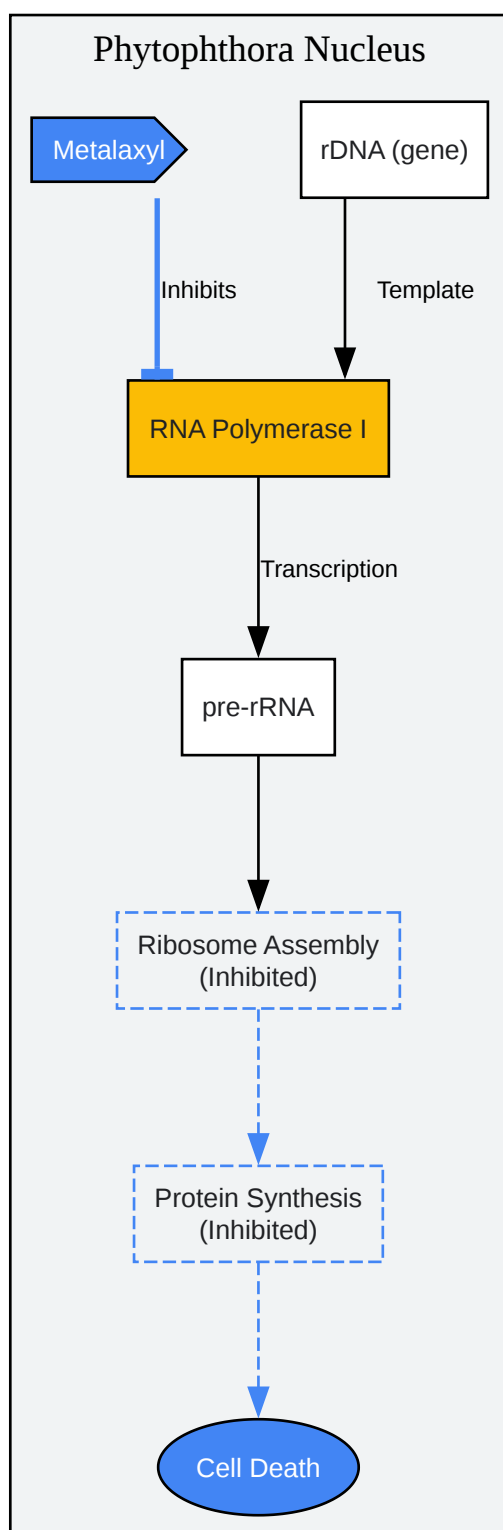 Phytophthora Nucleus
Metalaxyl
rDNA (gene)
Inhibits
Template
RNA Polymerase I
Transcription
pre-rRNA
Ribosome Assembly
(Inhibited)
Protein Synthesis
(Inhibited)
Cell Death